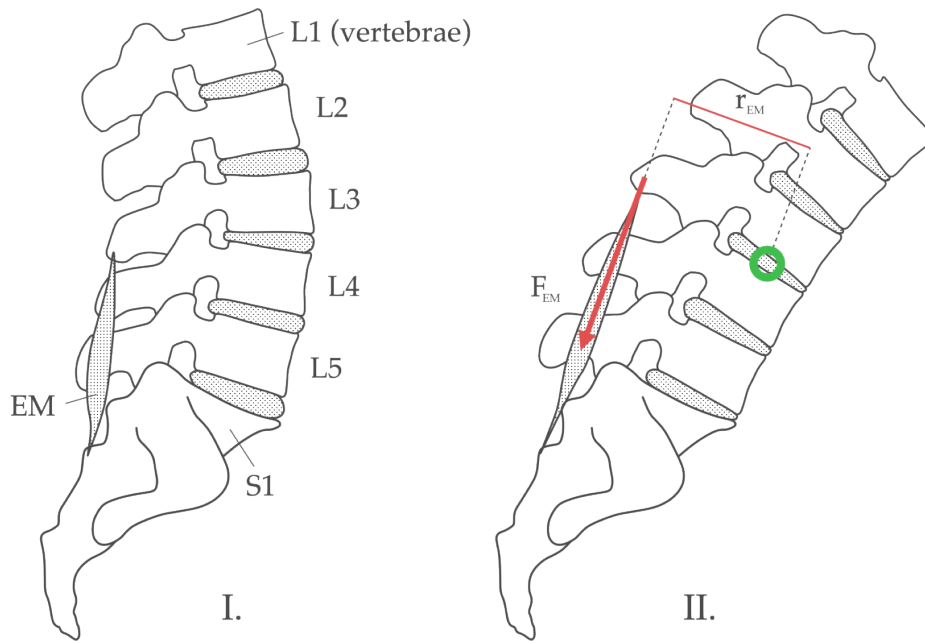 L1 (vertebrae)
L2
L3
L4
L5
EM
S1
I.
r_EM
F_EM
II.